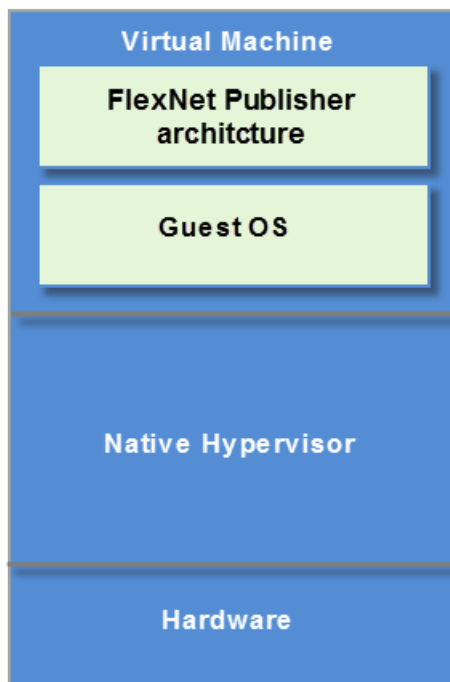 Virtual Machine
FlexNet Publisher
architcture
Guest OS
Native Hypervisor
Hardware